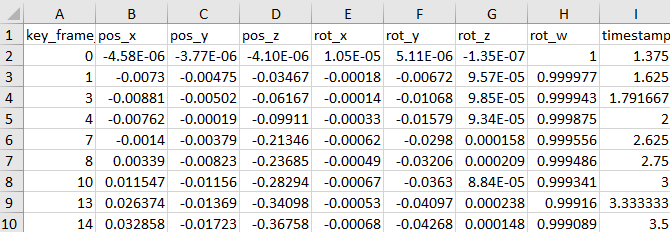 A B C D E F G H I
1 key_frame_ pos_x pos_y pos_z rot_x rot_y rot_z rot_w timestamp
2 0 -4.58E-06 -3.77E-06 -4.10E-06 1.05E-05 5.11E-06 -1.35E-07 1 1.375
3 1 -0.0073 -0.00475 -0.03467 -0.00018 -0.00672 9.57E-05 0.999977 1.625
4 3 -0.00881 -0.00502 -0.06167 -0.00014 -0.01068 9.85E-05 0.999943 1.791667
5 4 -0.00762 -0.00019 -0.09911 -0.00033 -0.01579 9.34E-05 0.999875 2
6 7 -0.0014 -0.00379 -0.21346 -0.00062 -0.0298 0.000158 0.999556 2.625
7 8 0.00339 -0.00823 -0.23685 -0.00049 -0.03206 0.000209 0.999486 2.75
8 10 0.011547 -0.01156 -0.28294 -0.00067 -0.0363 8.84E-05 0.999341 3
9 13 0.026374 -0.01369 -0.34098 -0.00053 -0.04097 0.000238 0.99916 3.333333
10 14 0.032858 -0.01723 -0.36758 -0.00068 -0.04268 0.000148 0.999089 3.5